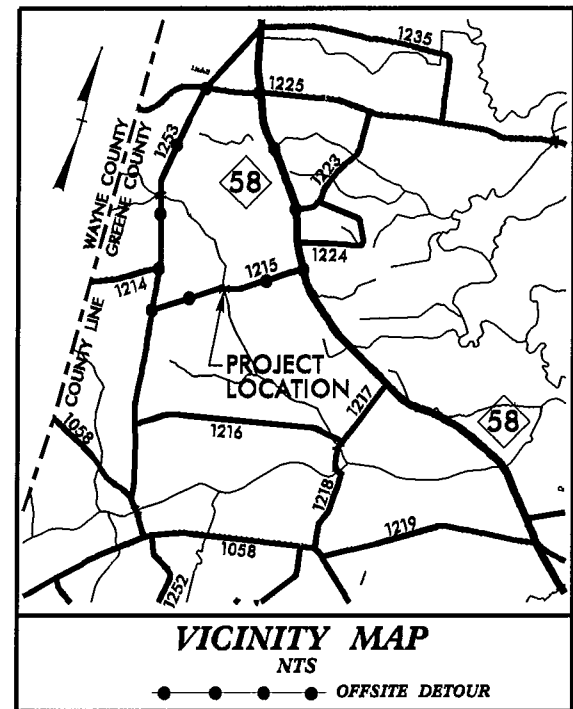 1235
1225
1253
58
1223
WAYNE COUNTY
GREENE COUNTY
1224
1215
1214
COUNTY LINE
PROJECT
LOCATION
1217
58
1058
1216
1218
1219
1058
1252
VICINITY MAP
NTS
OFFSITE DETOUR